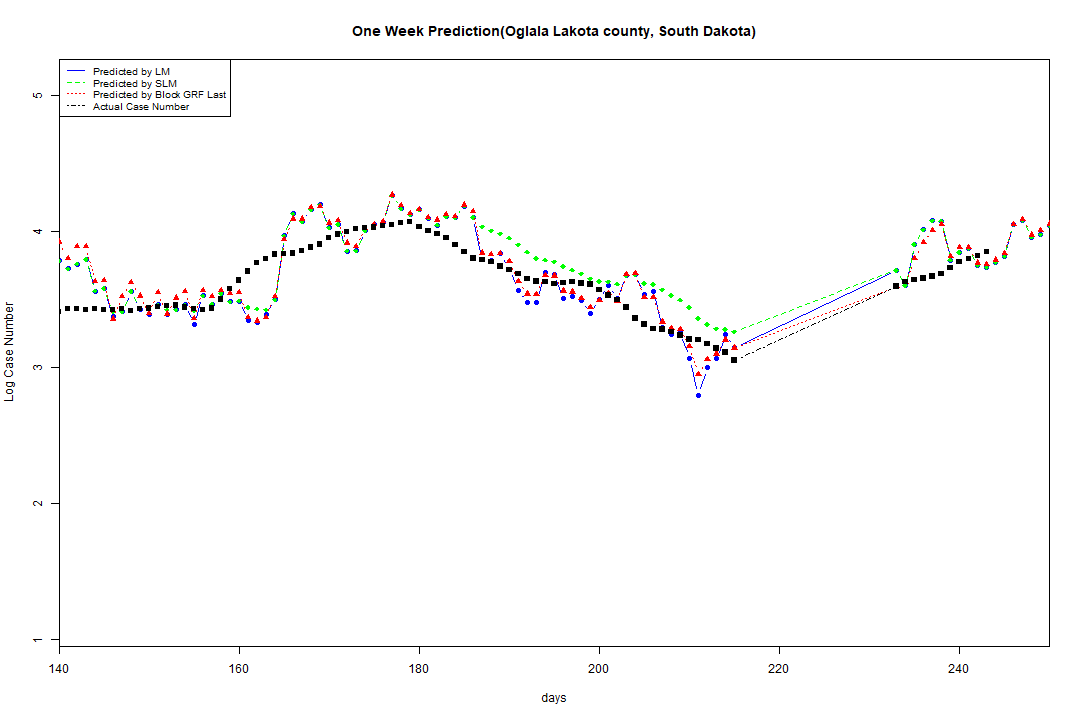 One Week Prediction(Oglala Lakota county, South Dakota)
Predicted by LM
Predicted by SLM
Predicted by Block GRF Last
Actual Case Number
5
4
3
2
1
Log Case Number
140 160 180 200 220 240
days